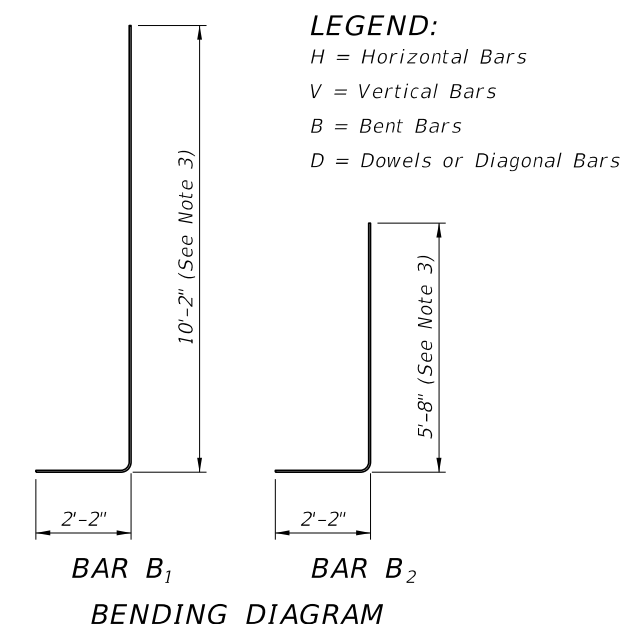 LEGEND:
H = Horizontal Bars
V = Vertical Bars
B = Bent Bars
D = Dowels or Diagonal Bars
10'-2" (See Note 3)
5'-8" (See Note 3)
2'-2"
2'-2"
BAR B1
BAR B2
BENDING DIAGRAM